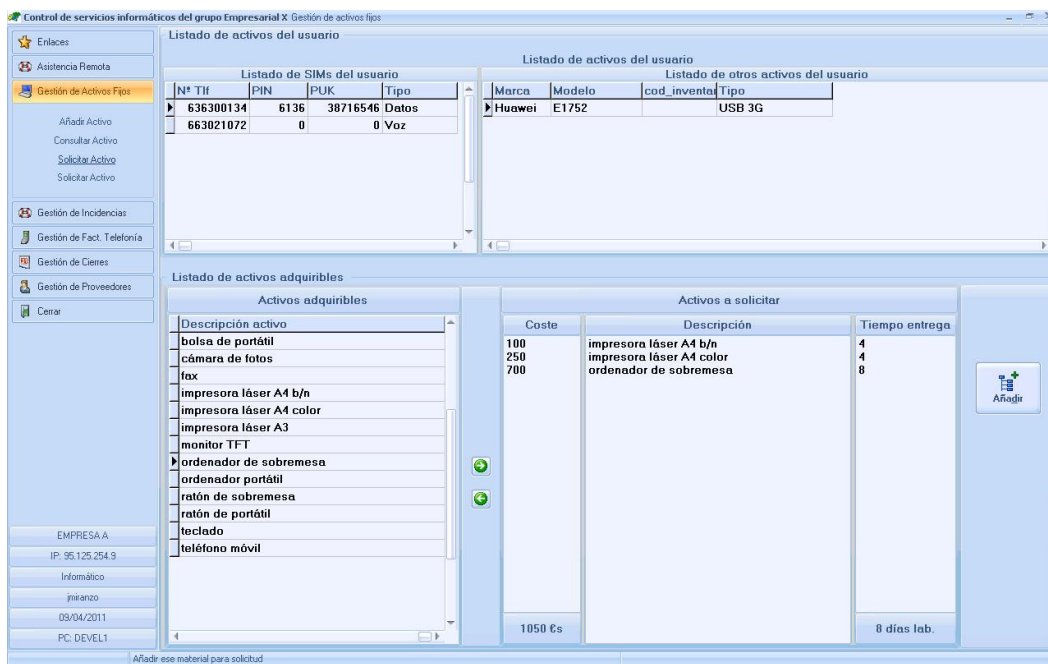 Control de servicios informáticos del grupo Empresarial X Gestión de activos fijos
Enlaces
Asistencia Remota
Gestión de Activos Fijos
Añadir Activo
Consultar Activo
Solicitar Activo
Solicitar Activo
Gestión de Incidencias
Gestión de Fact. Telefonía
Gestión de Cierres
Gestión de Proveedores
Cerrar
EMPRESA A
IP: 95.125.254.9
Informático
jmiranzo
09/04/2011
PC: DEVEL1
Listado de activos del usuario
Listado de activos del usuario
Listado de SIMs del usuario
Nº Tlf PIN PUK Tipo
636300134 6136 38716546 Datos
663021072 0 0 Voz
Listado de otros activos del usuario
Marca Modelo cod_inventar Tipo
Huawei E1752 USB 3G
Listado de activos adquiribles
Activos adquiribles
Descripción activo
bolsa de portátil
cámara de fotos
fax
impresora láser A4 b/n
impresora láser A4 color
impresora láser A3
monitor TFT
ordenador de sobremesa
ordenador portátil
ratón de sobremesa
ratón de portátil
teclado
teléfono móvil
Activos a solicitar
Coste Descripción Tiempo entrega
100 impresora láser A4 b/n 4
250 impresora láser A4 color 4
700 ordenador de sobremesa 8
1050 €s 8 días lab.
Añadir
Añadir ese material para solicitud